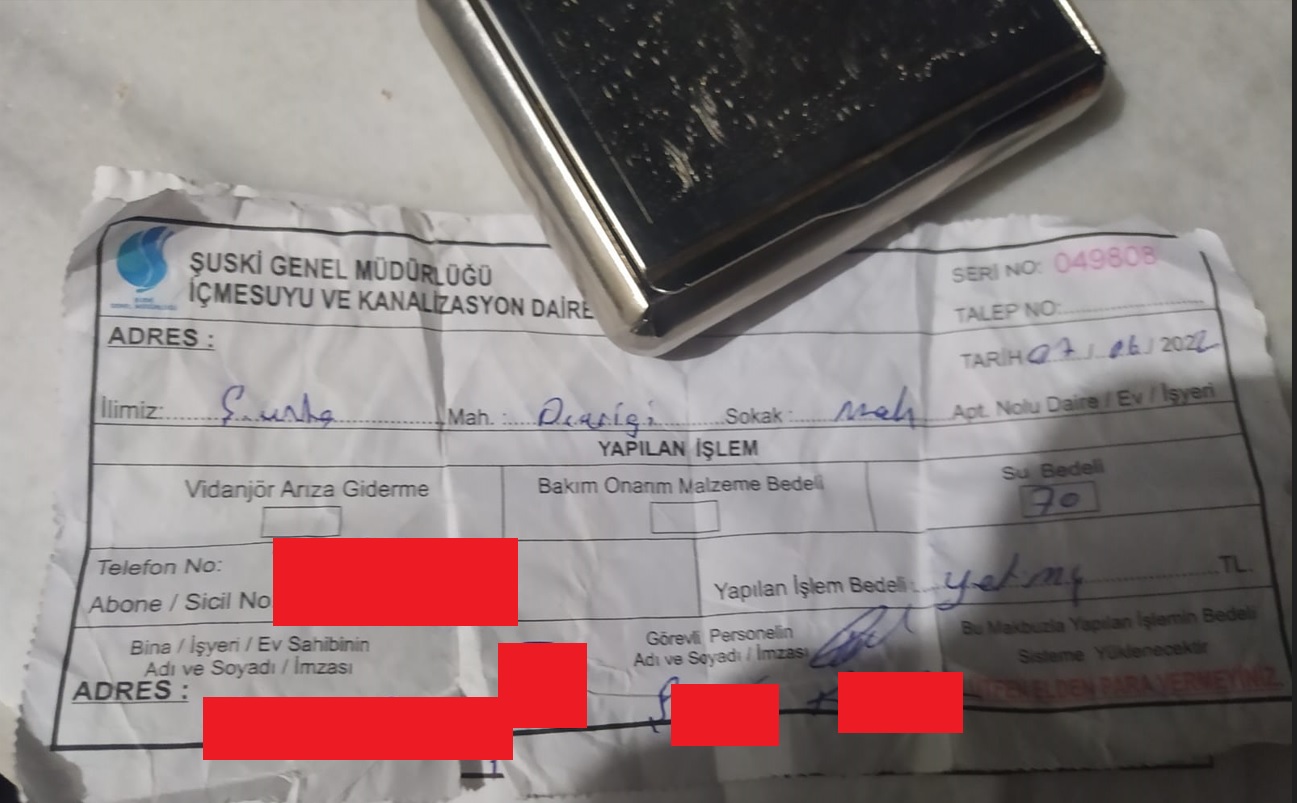 ŞUSKİ GENEL MÜDÜRLÜĞÜ
İÇMESUYU VE KANALİZASYON DAİRE
SERİ NO: 049808
TALEP NO:
TARİH 07 / 06 / 2022
ADRES :
İlimiz: Ş.urfa Mah. : Sokak : Mah Apt. Nolu Daire / Ev / İşyeri
YAPILAN İŞLEM
Vidanjör Arıza Giderme Bakım Onarım Malzeme Bedeli Su Bedeli
70
Telefon No:
Abone / Sicil No
Yapılan İşlem Bedeli : yetmiş TL.
Bina / İşyeri / Ev Sahibinin
Adı ve Soyadı / İmzası
Görevli Personelin
Adı ve Soyadı / İmzası
Bu Makbuzla Yapılan İşlemin Bedeli
Sisteme Yüklenecektir
ELDEN PARA VERMEYİNİZ.
ADRES :